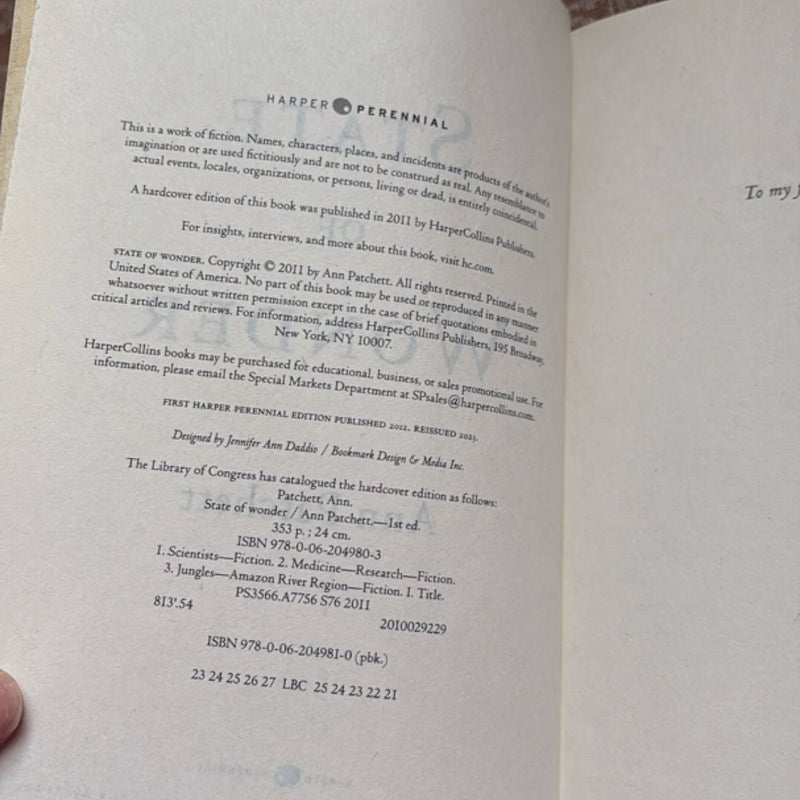 HARPER PERENNIAL
This is a work of fiction. Names, characters, places, and incidents are products of the author's
imagination or are used fictitiously and are not to be construed as real. Any resemblance to
actual events, locales, organizations, or persons, living or dead, is entirely coincidental.
A hardcover edition of this book was published in 2011 by HarperCollins Publishers.
For insights, interviews, and more about this book, visit hc.com.
STATE OF WONDER. Copyright © 2011 by Ann Patchett. All rights reserved. Printed in the
United States of America. No part of this book may be used or reproduced in any manner
whatsoever without written permission except in the case of brief quotations embodied in
critical articles and reviews. For information, address HarperCollins Publishers, 195 Broadway,
New York, NY 10007.
HarperCollins books may be purchased for educational, business, or sales promotional use. For
information, please email the Special Markets Department at SPsales@harpercollins.com.
FIRST HARPER PERENNIAL EDITION PUBLISHED 2012. REISSUED 2023.
Designed by Jennifer Ann Daddio / Bookmark Design & Media Inc.
The Library of Congress has catalogued the hardcover edition as follows:
Patchett, Ann.
State of wonder / Ann Patchett.—1st ed.
353 p. ; 24 cm.
ISBN 978-0-06-204980-3
1. Scientists—Fiction. 2. Medicine—Research—Fiction.
3. Jungles—Amazon River Region—Fiction. I. Title.
PS3566.A7756 S76 2011
813'.54
2010029229
ISBN 978-0-06-204981-0 (pbk.)
23 24 25 26 27 LBC 25 24 23 22 21
To my